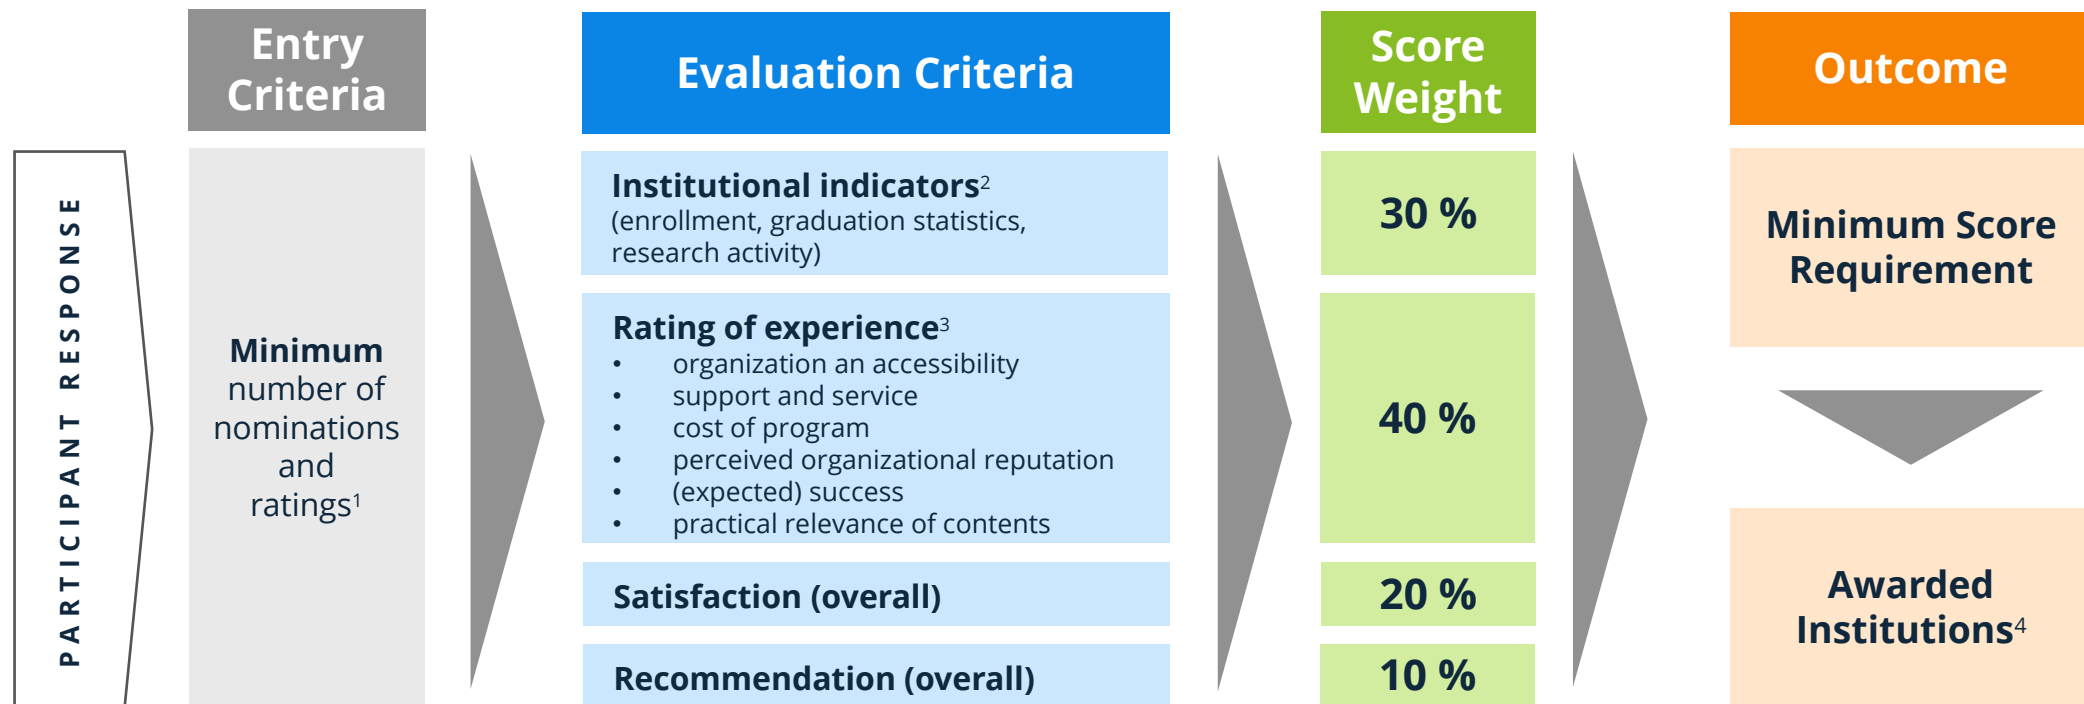 Entry
Criteria
Evaluation Criteria
Score
Weight
Outcome
PARTICIPANT RESPONSE
Minimum
number of
nominations
and
ratings¹
Institutional indicators²
(enrollment, graduation statistics,
research activity)
30 %
Rating of experience³
• organization an accessibility
• support and service
• cost of program
• perceived organizational reputation
• (expected) success
• practical relevance of contents
40 %
Satisfaction (overall)
20 %
Recommendation (overall)
10 %
Minimum Score
Requirement
Awarded
Institutions⁴